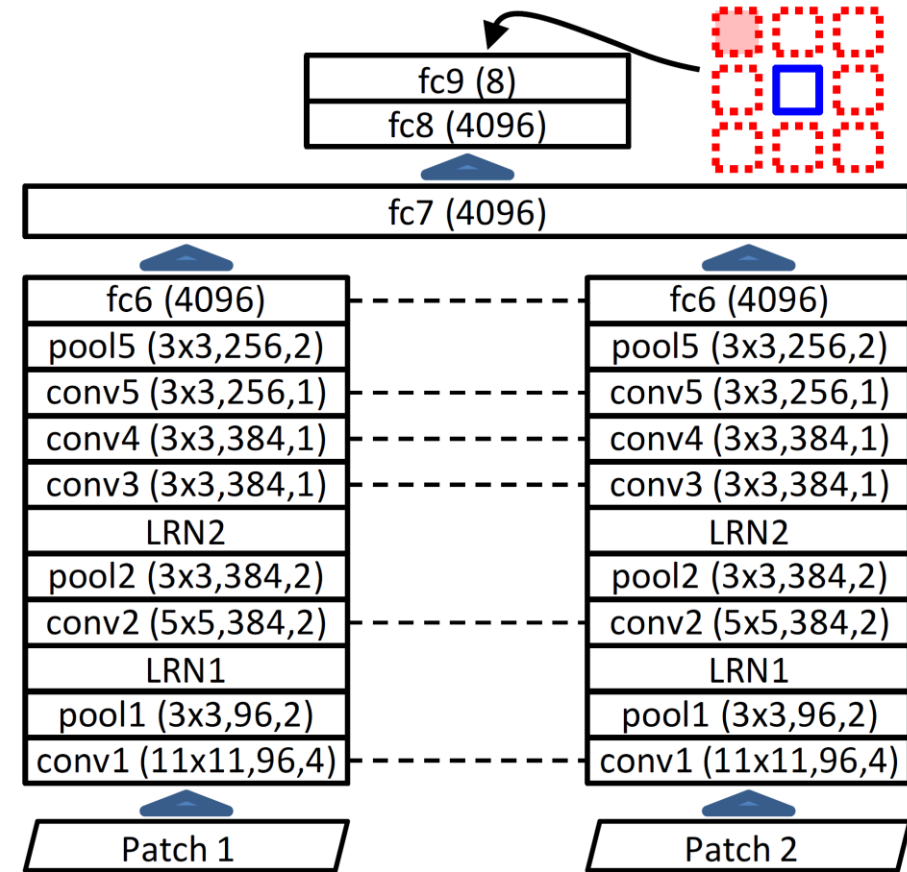 fc9 (8)
fc8 (4096)
fc7 (4096)
fc6 (4096)
pool5 (3x3,256,2)
conv5 (3x3,256,1)
conv4 (3x3,384,1)
conv3 (3x3,384,1)
LRN2
pool2 (3x3,384,2)
conv2 (5x5,384,2)
LRN1
pool1 (3x3,96,2)
conv1 (11x11,96,4)
Patch 1
fc6 (4096)
pool5 (3x3,256,2)
conv5 (3x3,256,1)
conv4 (3x3,384,1)
conv3 (3x3,384,1)
LRN2
pool2 (3x3,384,2)
conv2 (5x5,384,2)
LRN1
pool1 (3x3,96,2)
conv1 (11x11,96,4)
Patch 2